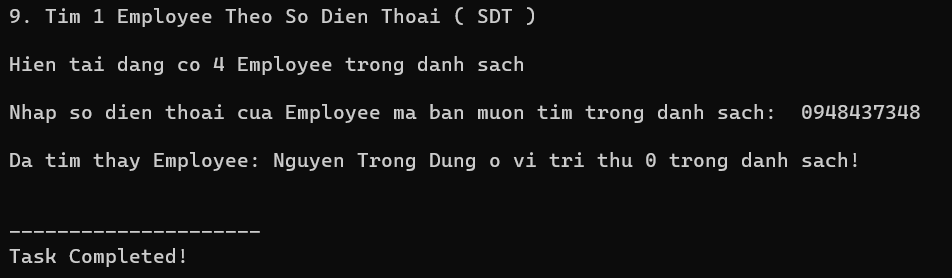 9. Tim 1 Employee Theo So Dien Thoai ( SDT )
Hien tai dang co 4 Employee trong danh sach
Nhap so dien thoai cua Employee ma ban muon tim trong danh sach:  0948437348
Da tim thay Employee: Nguyen Trong Dung o vi tri thu 0 trong danh sach!
_____________________
Task Completed!